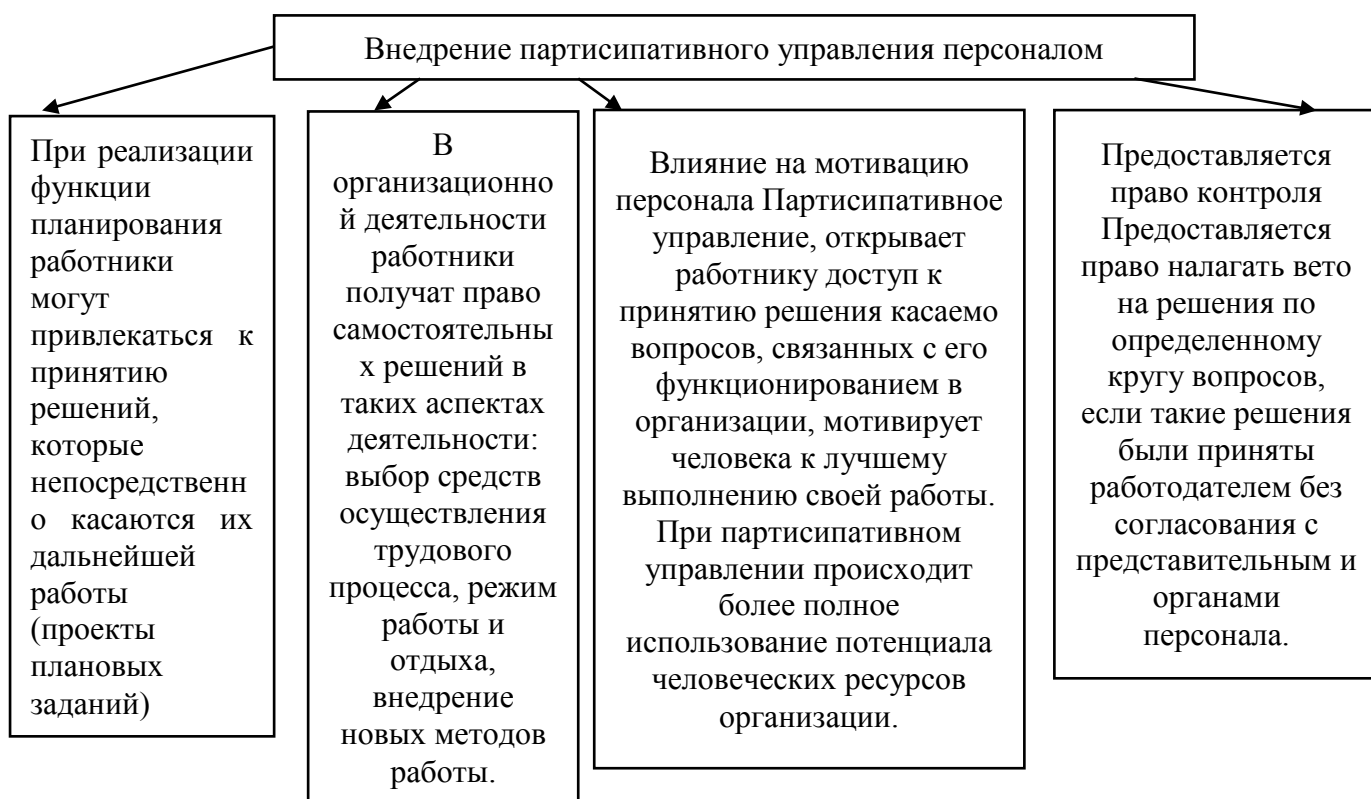 Внедрение партисипативного управления персоналом
При реализации
функции
планирования
работники
могут
привлекаться к
принятию
решений,
которые
непосредственн
о касаются их
дальнейшей
работы
(проекты
плановых
заданий)
В
организационно
й деятельности
работники
получат право
самостоятельны
х решений в
таких аспектах
деятельности:
выбор средств
осуществления
трудового
процесса, режим
работы и
отдыха,
внедрение
новых методов
работы.
Влияние на мотивацию
персонала Партисипативное
управление, открывает
работнику доступ к
принятию решения касаемо
вопросов, связанных с его
функционированием в
организации, мотивирует
человека к лучшему
выполнению своей работы.
При партисипативном
управлении происходит
более полное
использование потенциала
человеческих ресурсов
организации.
Предоставляется
право контроля
Предоставляется
право налагать вето
на решения по
определенному
кругу вопросов,
если такие решения
были приняты
работодателем без
согласования с
представительным и
органами
персонала.